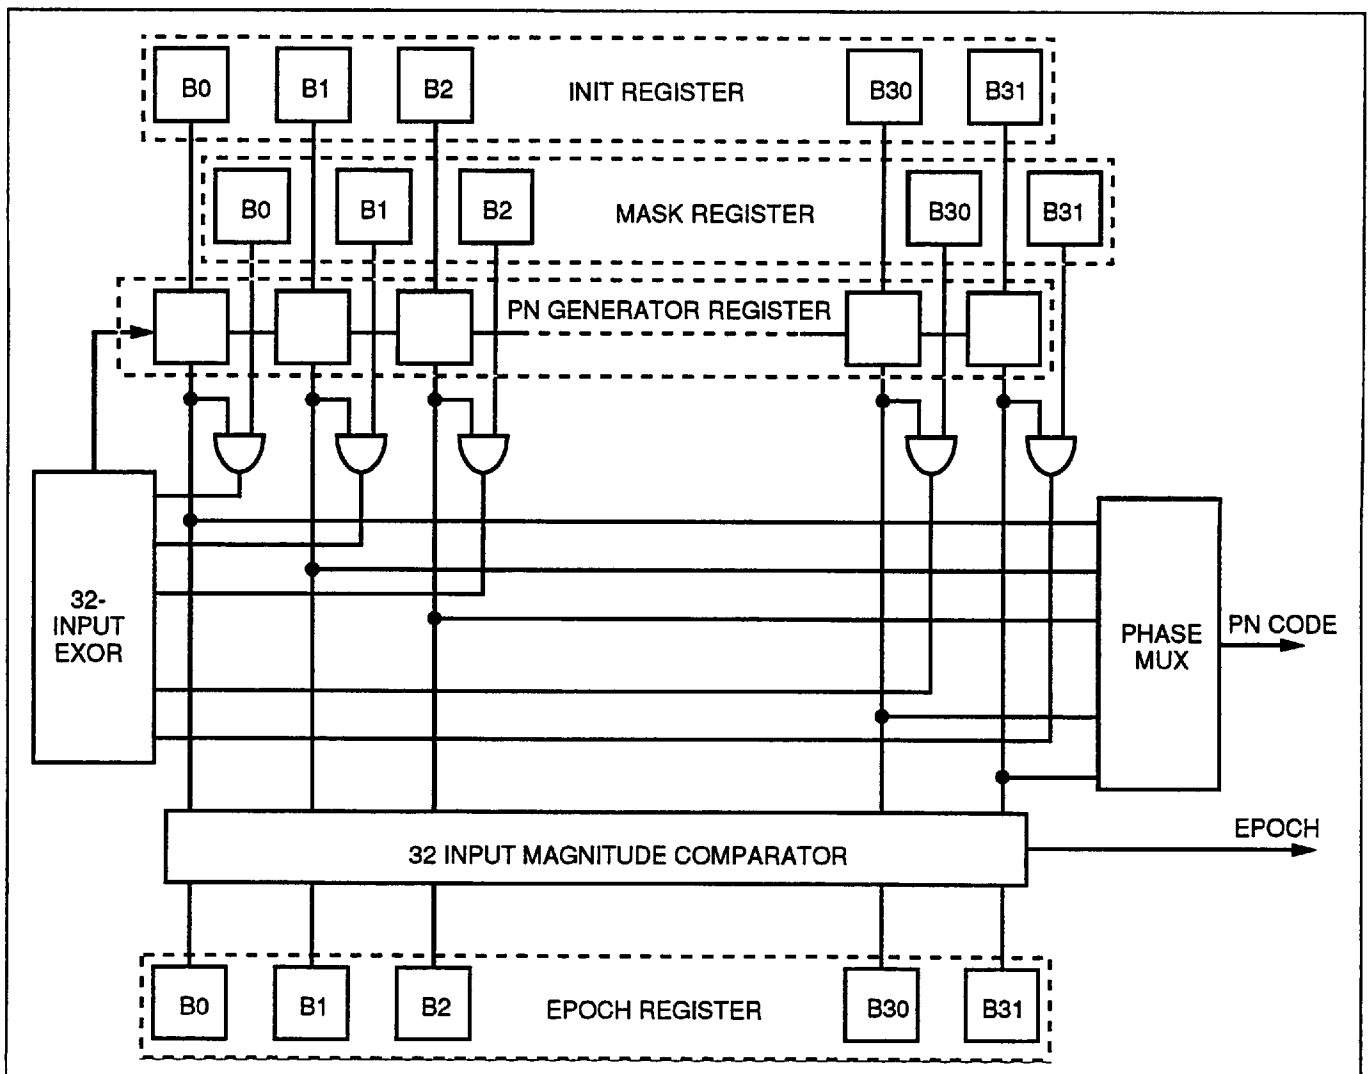 B0 B1 B2 INIT REGISTER B30 B31
B0 B1 B2 MASK REGISTER B30 B31
PN GENERATOR REGISTER
32-
INPUT
EXOR
PHASE
MUX
PN CODE
EPOCH
32 INPUT MAGNITUDE COMPARATOR
B0 B1 B2 EPOCH REGISTER B30 B31